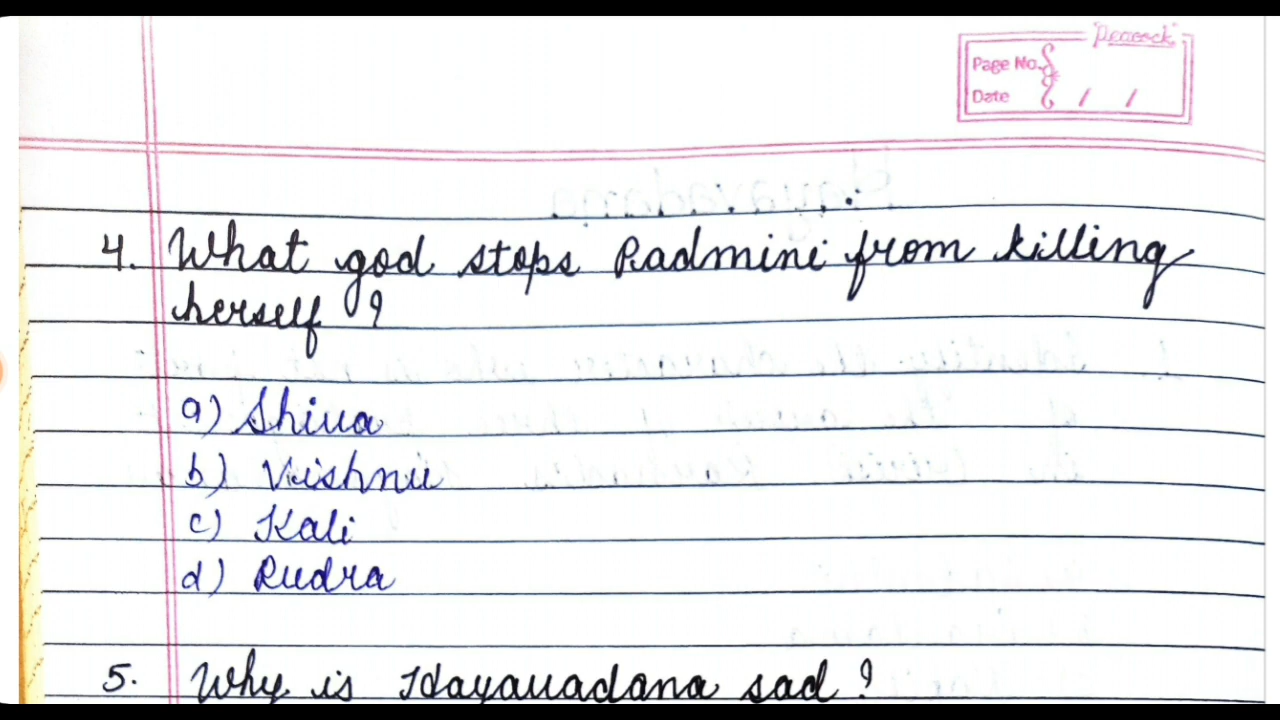 Peacock
Page No.
Date / /
Hayavadana
4. What god stops Padmini from killing
herself ?
a) Shiva
b) Vishnu
c) Kali
d) Rudra
5. Why is Hayavadana sad ?